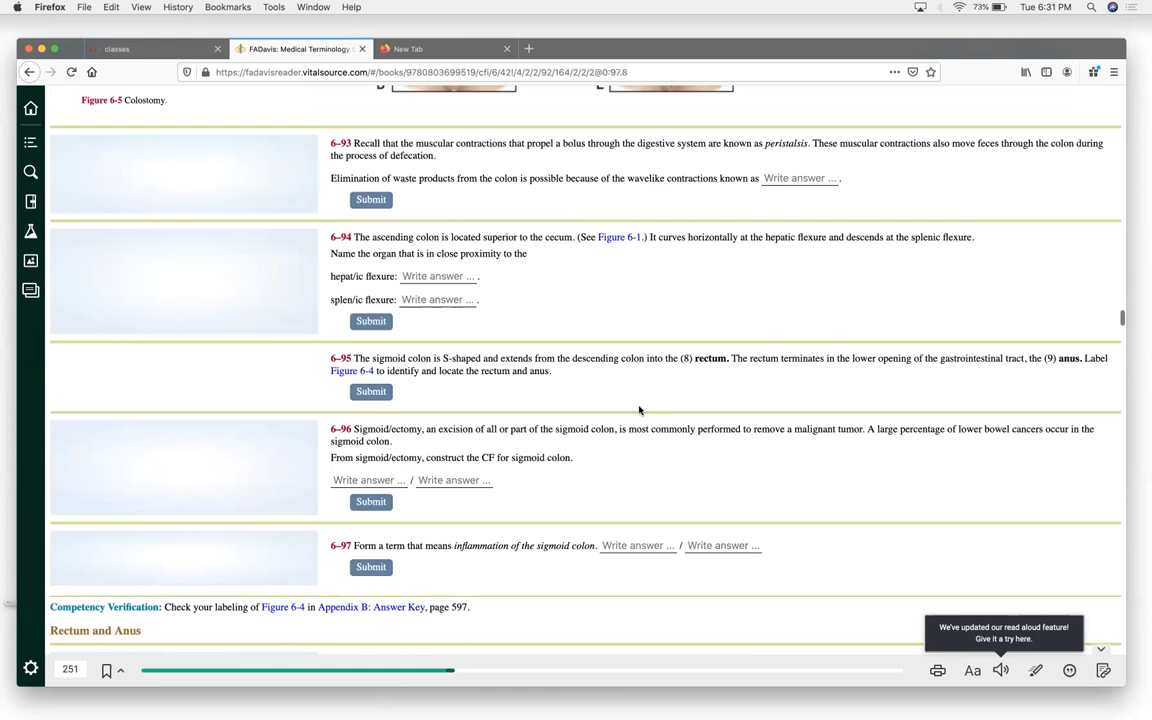 Firefox File Edit View History Bookmarks Tools Window Help 73% Tue 6:31 PM
classes FADavis: Medical Terminology New Tab
https://fadavisreader.vitalsource.com/#/books/9780803699519/cfi/6/42!/4/2/2/92/164/2/2/2@0:97.8
Figure 6-5 Colostomy.
6–93 Recall that the muscular contractions that propel a bolus through the digestive system are known as peristalsis. These muscular contractions also move feces through the colon during
the process of defecation.
Elimination of waste products from the colon is possible because of the wavelike contractions known as Write answer ... .
Submit
6–94 The ascending colon is located superior to the cecum. (See Figure 6-1.) It curves horizontally at the hepatic flexure and descends at the splenic flexure.
Name the organ that is in close proximity to the
hepat/ic flexure: Write answer ... .
splen/ic flexure: Write answer ... .
Submit
6–95 The sigmoid colon is S-shaped and extends from the descending colon into the (8) rectum. The rectum terminates in the lower opening of the gastrointestinal tract, the (9) anus. Label
Figure 6-4 to identify and locate the rectum and anus.
Submit
6–96 Sigmoid/ectomy, an excision of all or part of the sigmoid colon, is most commonly performed to remove a malignant tumor. A large percentage of lower bowel cancers occur in the
sigmoid colon.
From sigmoid/ectomy, construct the CF for sigmoid colon.
Write answer ... / Write answer ...
Submit
6–97 Form a term that means inflammation of the sigmoid colon. Write answer ... / Write answer ...
Submit
Competency Verification: Check your labeling of Figure 6-4 in Appendix B: Answer Key, page 597.
Rectum and Anus
We've updated our read aloud feature!
Give it a try here.
251 Aa